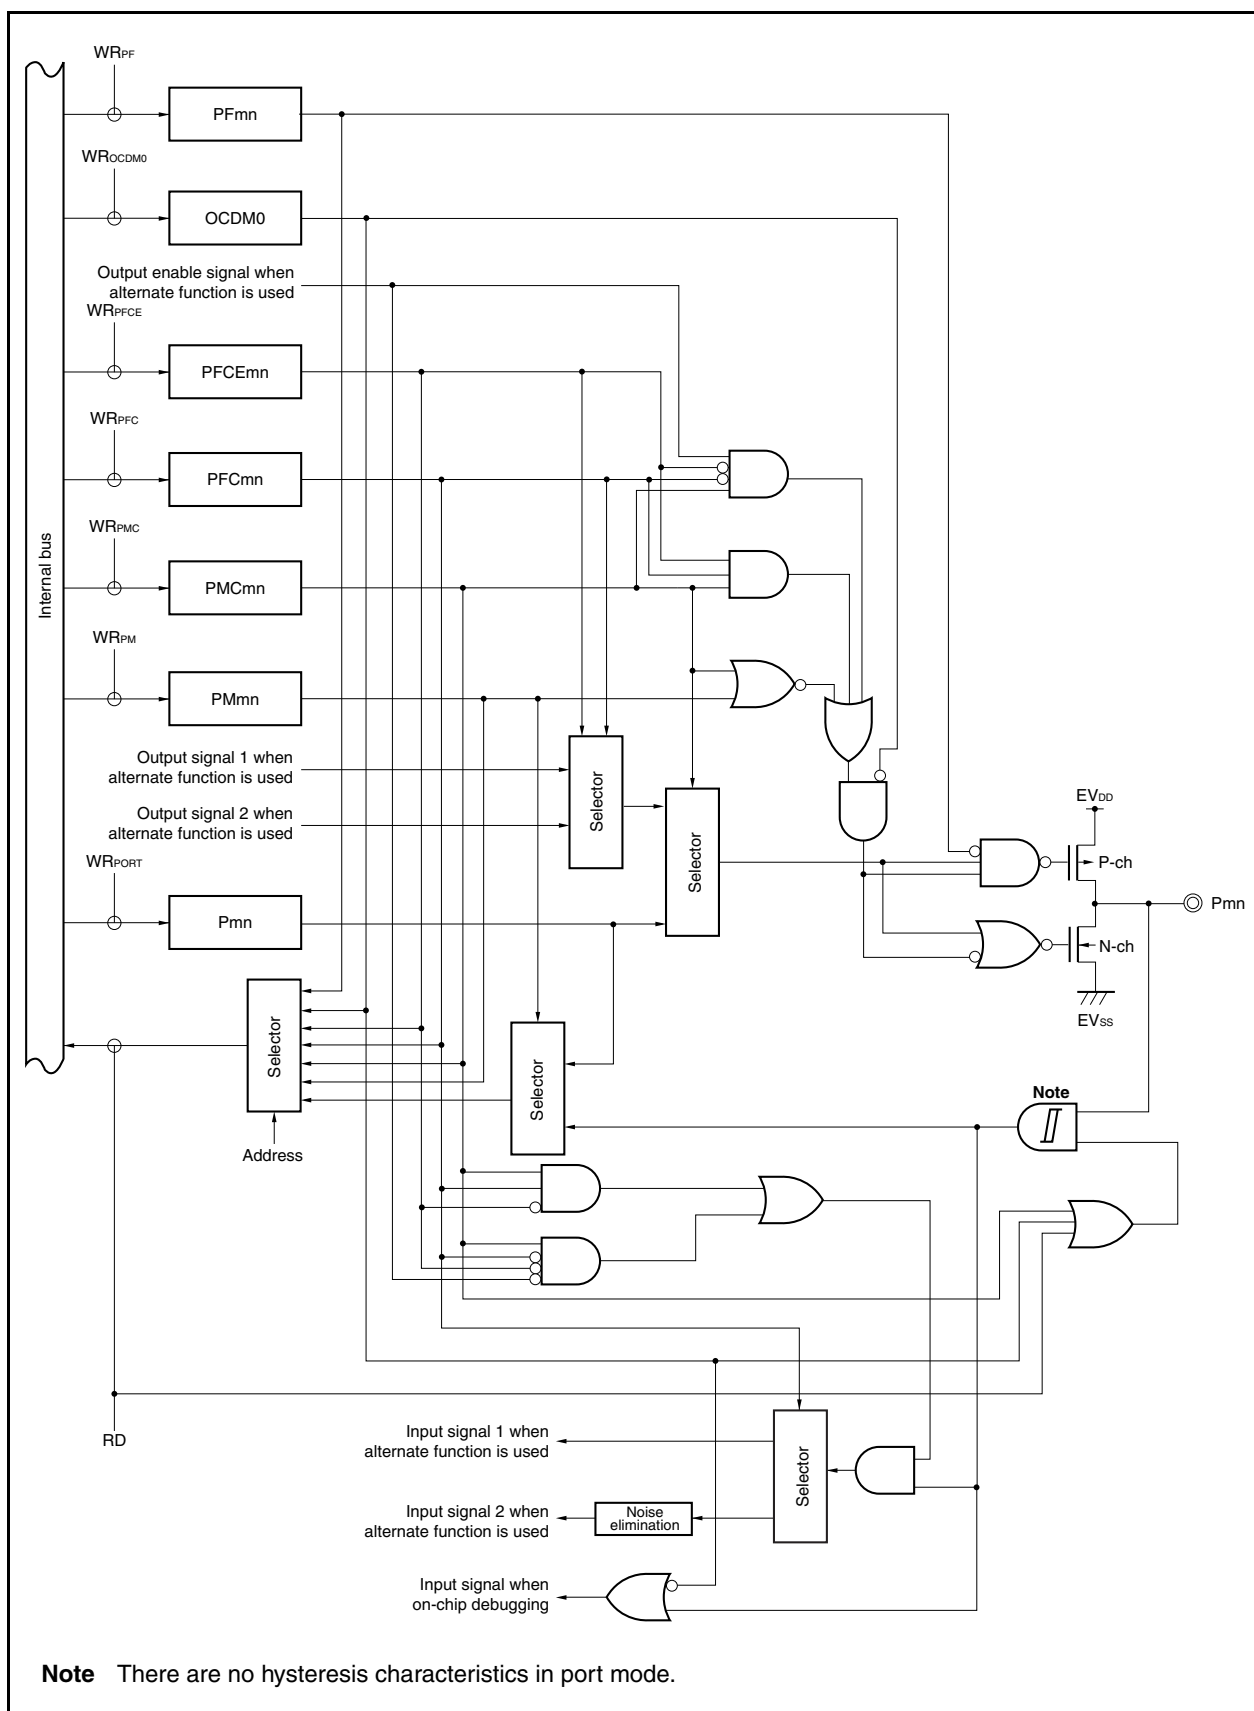 WRPF
PFmn
WROCDM0
OCDM0
Output enable signal when
alternate function is used
WRPFCE
PFCEmn
WRPFC
PFCmn
Internal bus
WRPMC
PMCmn
WRPM
PMmn
Output signal 1 when
alternate function is used
Selector
Output signal 2 when
alternate function is used
Selector
EVDD
P-ch
WRPORT
Pmn
Pmn
N-ch
EVSS
Selector
Selector
Note
Address
RD
Input signal 1 when
alternate function is used
Selector
Input signal 2 when
alternate function is used
Noise
elimination
Input signal when
on-chip debugging
Note There are no hysteresis characteristics in port mode.